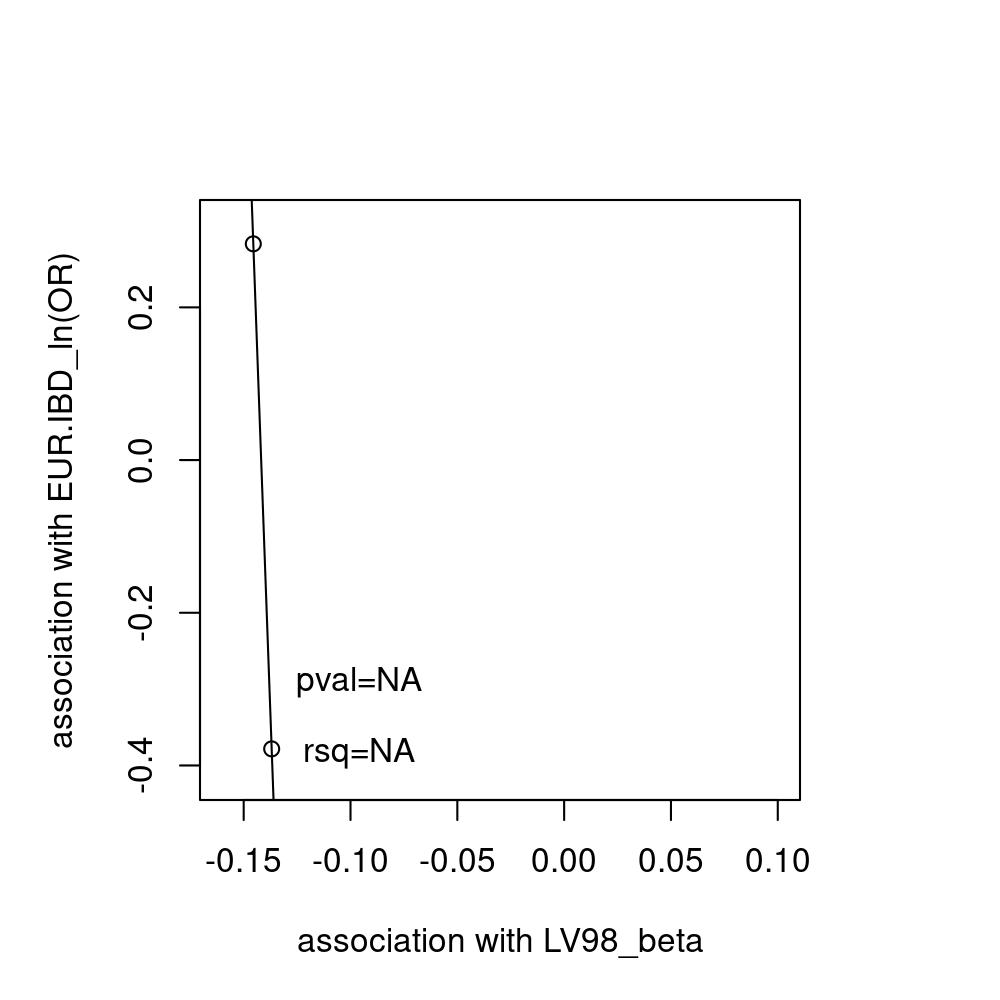 association with EUR.IBD_ln(OR)
0.2
0.0
-0.2
-0.4
pval=NA
rsq=NA
-0.15 -0.10 -0.05 0.00 0.05 0.10
association with LV98_beta